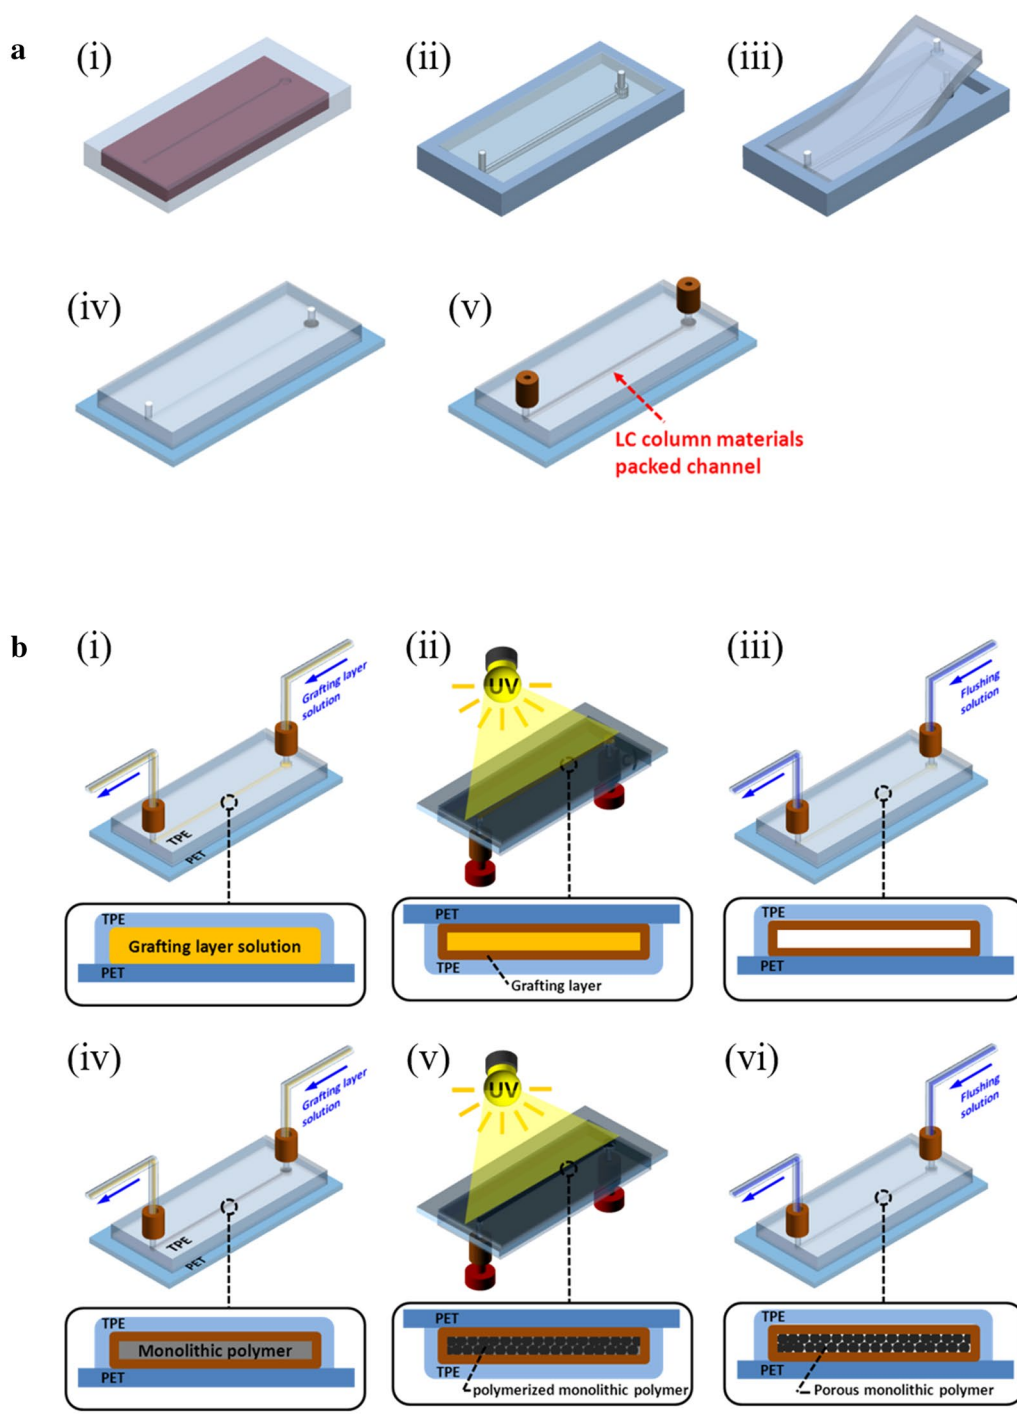 a
(i)
(ii)
(iii)
(iv)
(v)
LC column materials
packed channel
b
(i)
Grafting layer
solution
TPE
PET
TPE
Grafting layer solution
PET
(ii)
UV
PET
TPE
Grafting layer
(iii)
Flushing
solution
TPE
PET
(iv)
Grafting layer
solution
TPE
PET
TPE
Monolithic polymer
PET
(v)
UV
PET
TPE
polymerized monolithic polymer
(vi)
Flushing
solution
TPE
PET
Porous monolithic polymer